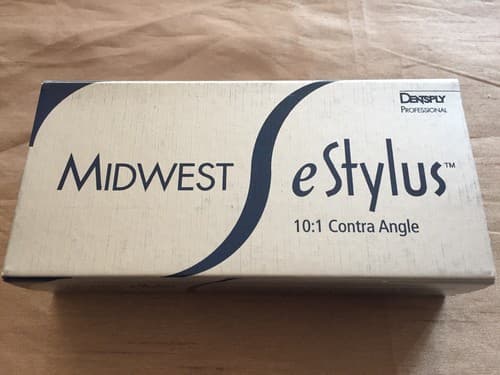 DENTSPLY
PROFESSIONAL
MIDWEST eStylus™
10:1 Contra Angle